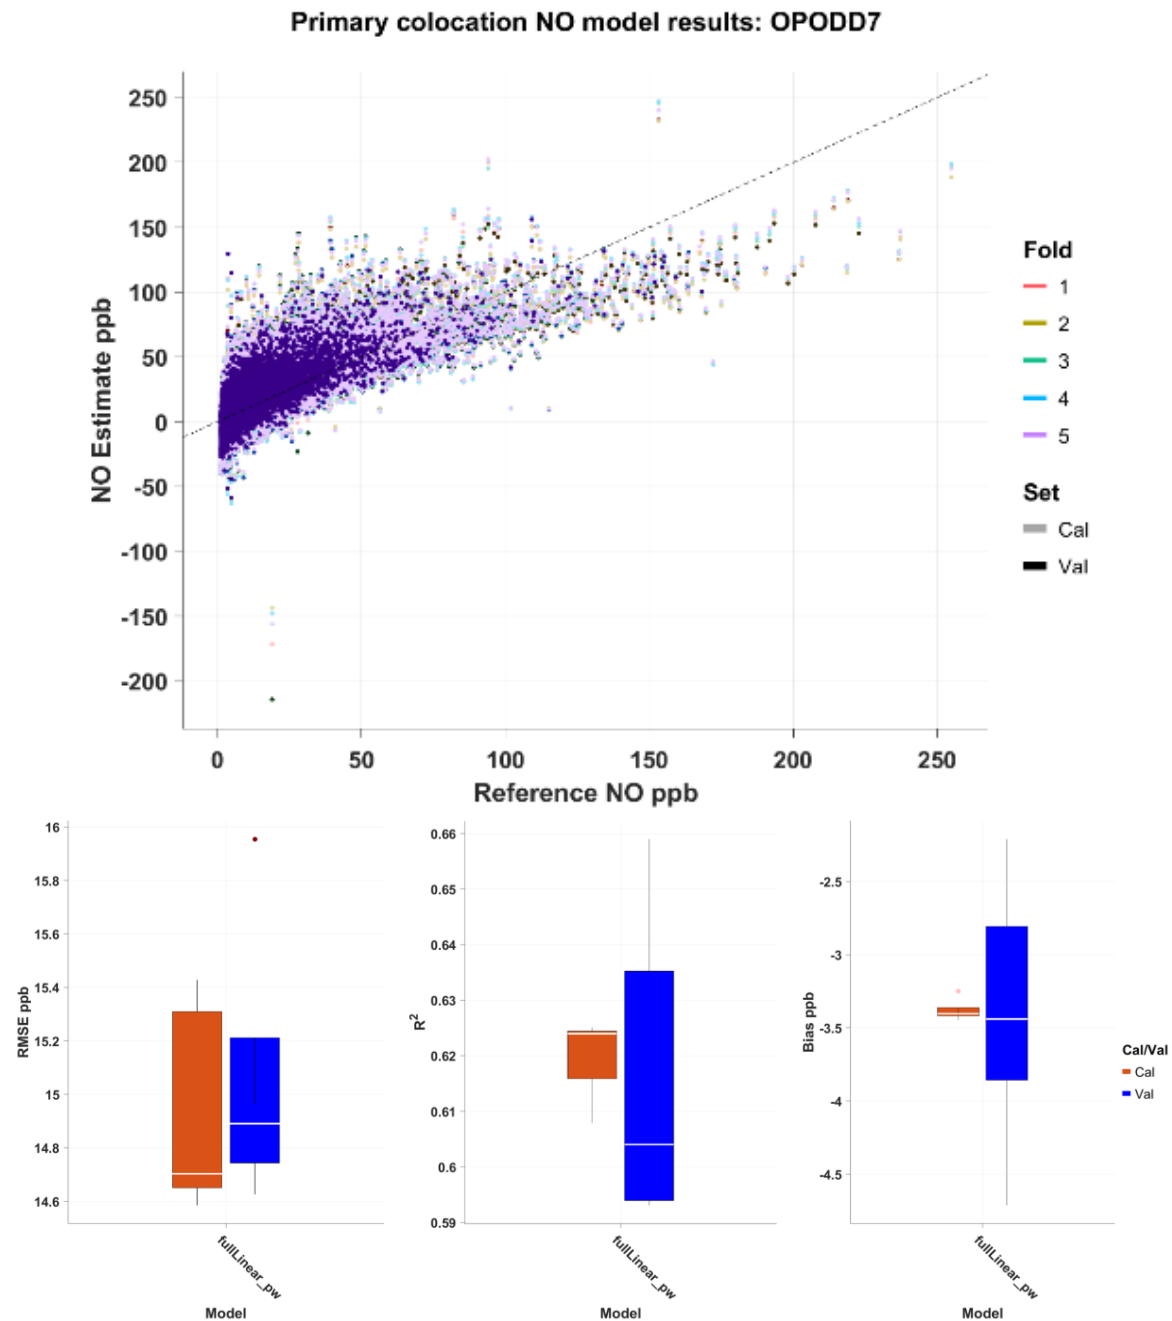 Primary colocation NO model results: OPODD7
250
200
150
100
50
0
-50
-100
-150
-200
NO Estimate ppb
0 50 100 150 200 250
Reference NO ppb
Fold
1
2
3
4
5
Set
Cal
Val
16
15.8
15.6
15.4
15.2
15
14.8
14.6
RMSE ppb
fullLinear_pw
Model
0.66
0.65
0.64
0.63
0.62
0.61
0.6
0.59
R2
fullLinear_pw
Model
-2.5
-3
-3.5
-4
-4.5
Bias ppb
fullLinear_pw
Model
Cal/Val
Cal
Val